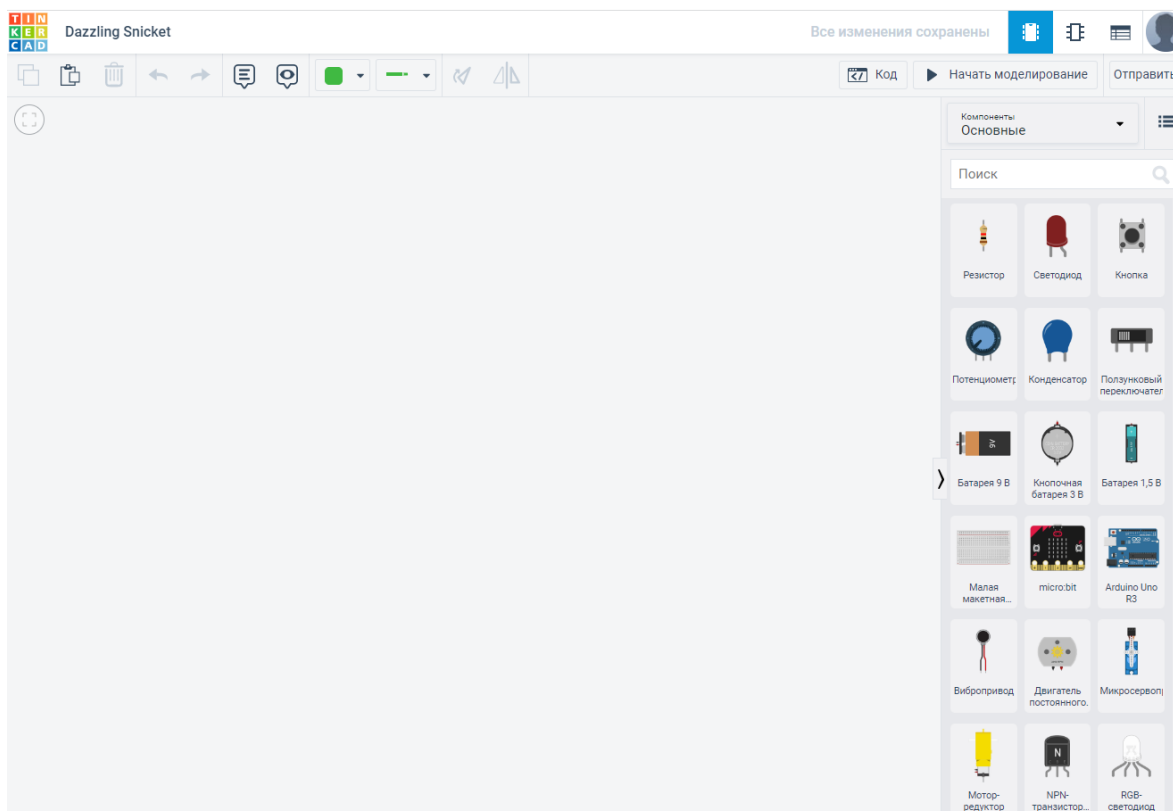 TIN
KER
CAD
Dazzling Snicket
Все изменения сохранены
Код
Начать моделирование
Отправить
Компоненты
Основные
Поиск
Резистор
Светодиод
Кнопка
Потенциометр
Конденсатор
Ползунковый
переключател
9V
Батарея 9 В
Кнопочная
батарея 3 В
Батарея 1,5 В
Малая
макетная...
micro:bit
Arduino Uno
R3
Вибропривод
Двигатель
постоянного.
Микросервоп
N
Мотор-
редуктор
NPN-
транзистор...
RGB-
светодиод